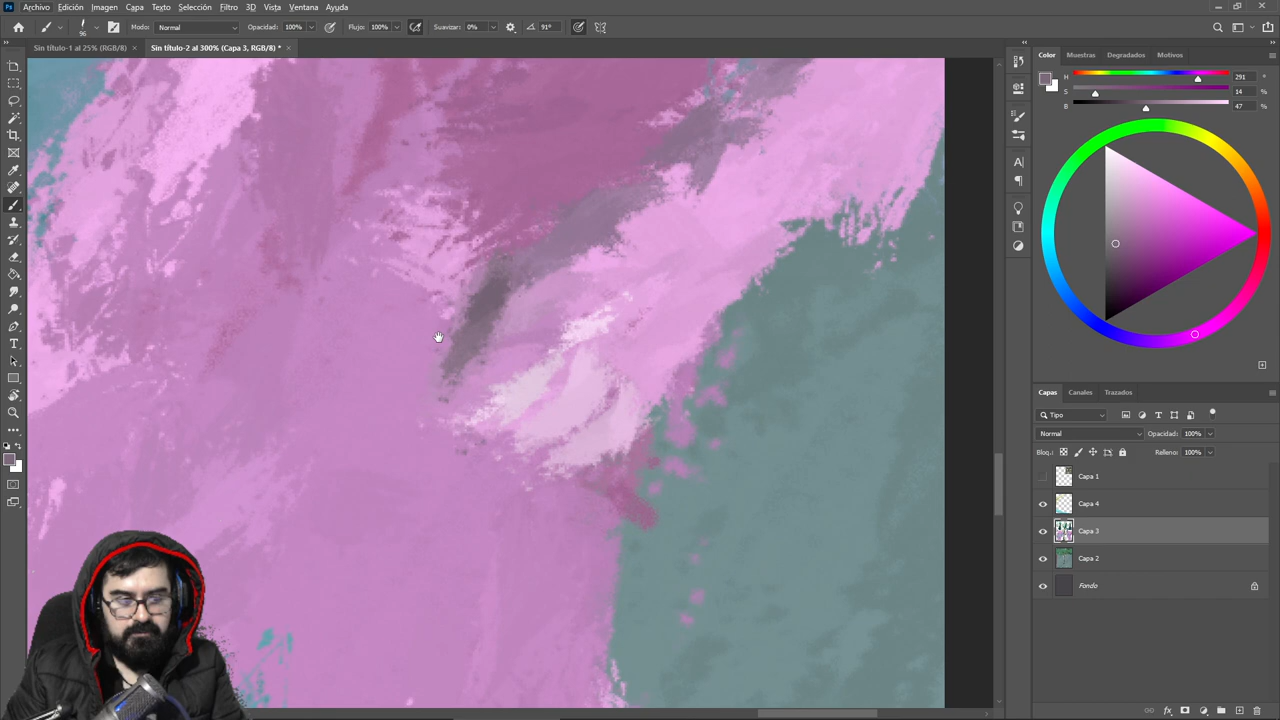 Archivo Edición Imagen Capa Texto Selección Filtro 3D Vista Ventana Ayuda
96 Modo: Normal Opacidad: 100% Flujo: 100% Suavizar: 0% 91°
Sin título-1 al 25% (RGB/8) × Sin título-2 al 300% (Capa 3, RGB/8) * ×
Color Muestras Degradados Motivos
H 291 °
S 14 %
B 47 %
Capas Canales Trazados
Tipo
Normal Opacidad: 100%
Bloq.: Relleno: 100%
Capa 1
Capa 4
Capa 3
Capa 2
Fondo